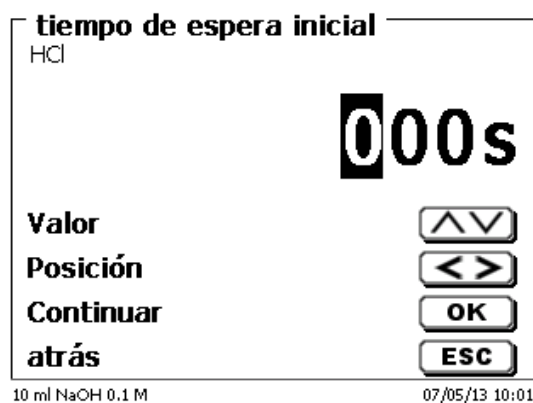 tiempo de espera inicial
HCl
000s
Valor
Posición
Continuar OK
atrás ESC
10 ml NaOH 0.1 M 07/05/13 10:01